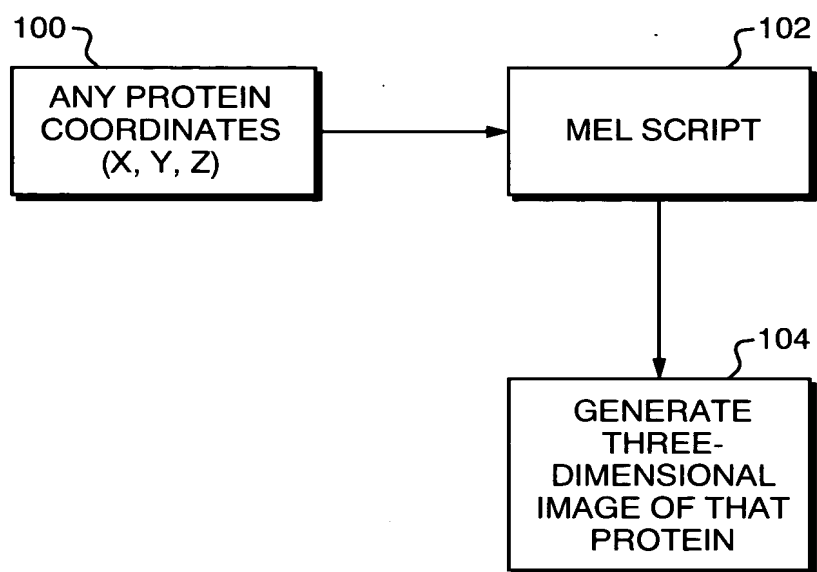 100
102
ANY PROTEIN
COORDINATES
(X, Y, Z)
MEL SCRIPT
104
GENERATE
THREE-
DIMENSIONAL
IMAGE OF THAT
PROTEIN